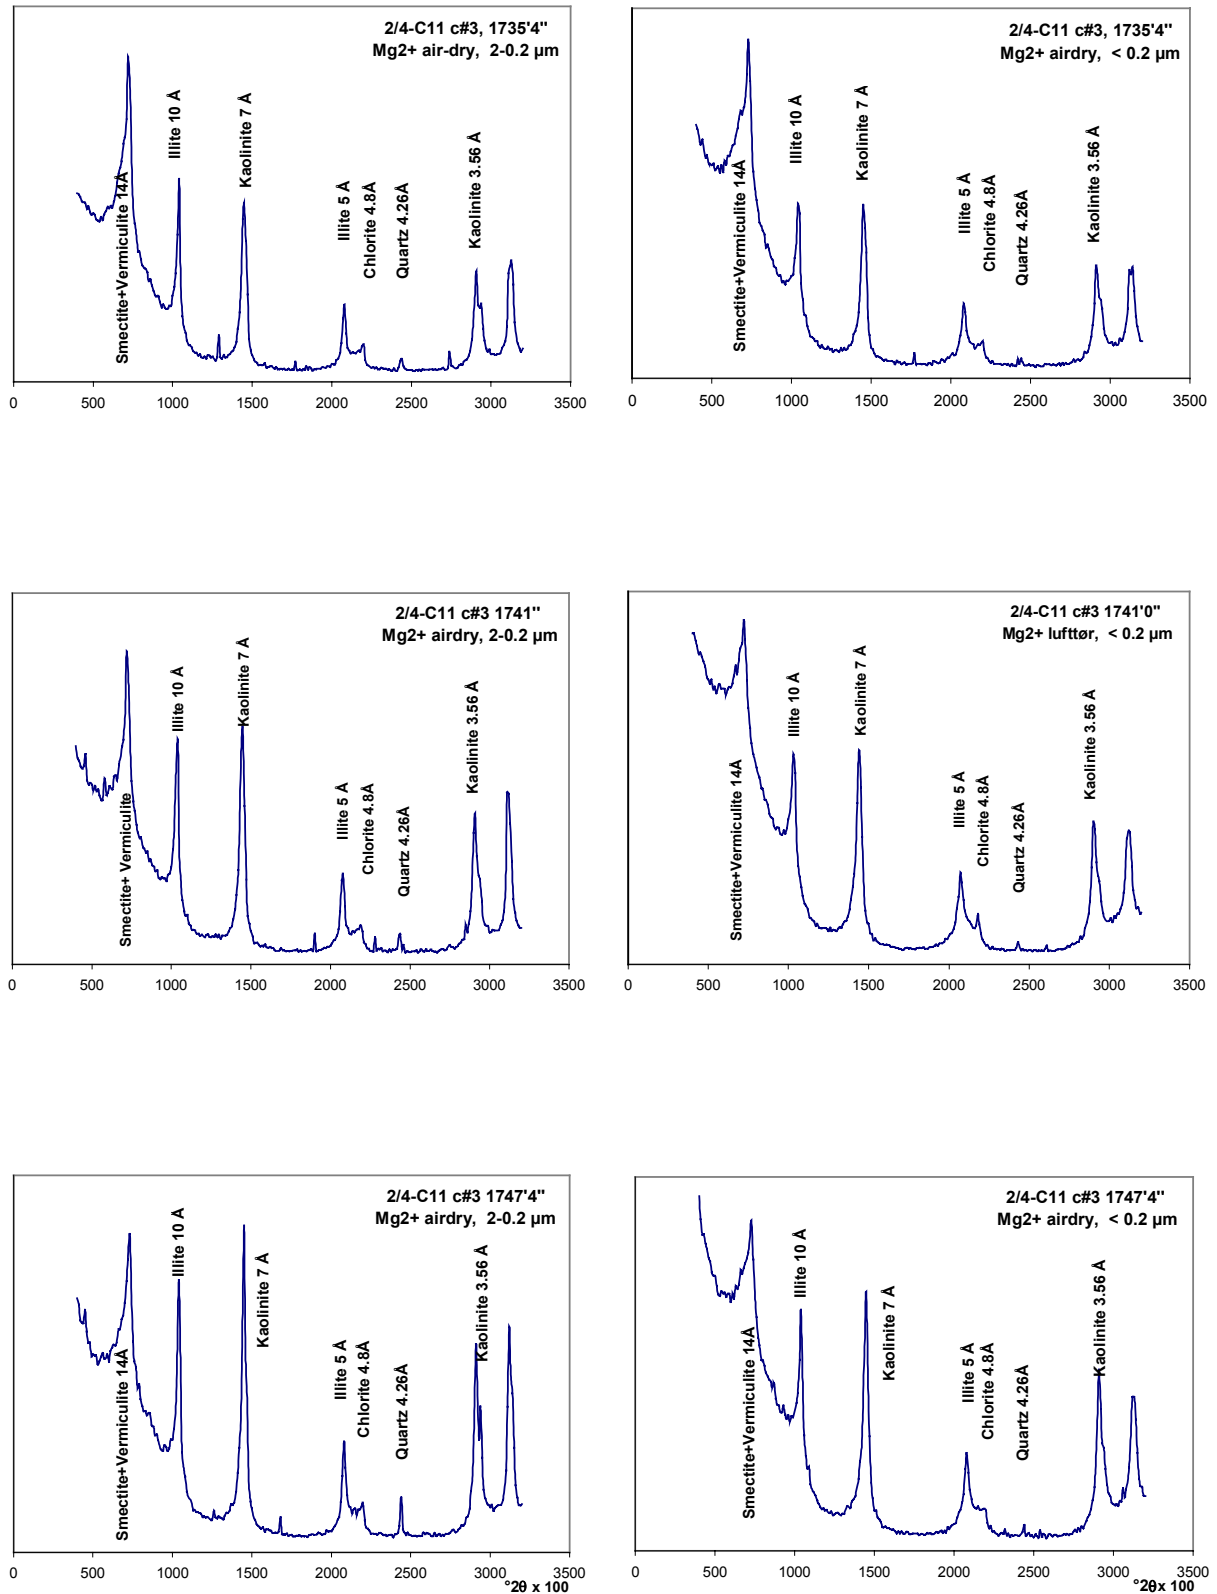 2/4-C11 c#3, 1735'4"
Mg2+ air-dry, 2-0.2 µm
Smectite+Vermiculite 14Å
Illite 10 Å
Kaolinite 7 Å
Illite 5 Å
Chlorite 4.8Å
Quartz 4.26Å
Kaolinite 3.56 Å
0 500 1000 1500 2000 2500 3000 3500
2/4-C11 c#3, 1735'4"
Mg2+ airdry, < 0.2 µm
Smectite+Vermiculite 14Å
Illite 10 Å
Kaolinite 7 Å
Illite 5 Å
Chlorite 4.8Å
Quartz 4.26Å
Kaolinite 3.56 Å
0 500 1000 1500 2000 2500 3000 3500
2/4-C11 c#3 1741"
Mg2+ airdry, 2-0.2 µm
Smectite+ Vermiculite
Illite 10 Å
Kaolinite 7 Å
Illite 5 Å
Chlorite 4.8Å
Quartz 4.26Å
Kaolinite 3.56 Å
0 500 1000 1500 2000 2500 3000 3500
2/4-C11 c#3 1741'0"
Mg2+ lufttør, < 0.2 µm
Smectite+Vermiculite 14Å
Illite 10 Å
Kaolinite 7 Å
Illite 5 Å
Chlorite 4.8Å
Quartz 4.26Å
Kaolinite 3.56 Å
0 500 1000 1500 2000 2500 3000 3500
2/4-C11 c#3 1747'4"
Mg2+ airdry, 2-0.2 µm
Smectite+Vermiculite 14Å
Illite 10 Å
Kaolinite 7 Å
Illite 5 Å
Chlorite 4.8Å
Quartz 4.26Å
Kaolinite 3.56 Å
0 500 1000 1500 2000 2500 3000 3500
°2θ x 100
2/4-C11 c#3 1747'4"
Mg2+ airdry, < 0.2 µm
Smectite+Vermiculite 14Å
Illite 10 Å
Kaolinite 7 Å
Illite 5 Å
Chlorite 4.8Å
Quartz 4.26Å
Kaolinite 3.56 Å
0 500 1000 1500 2000 2500 3000 3500
°2θx 100